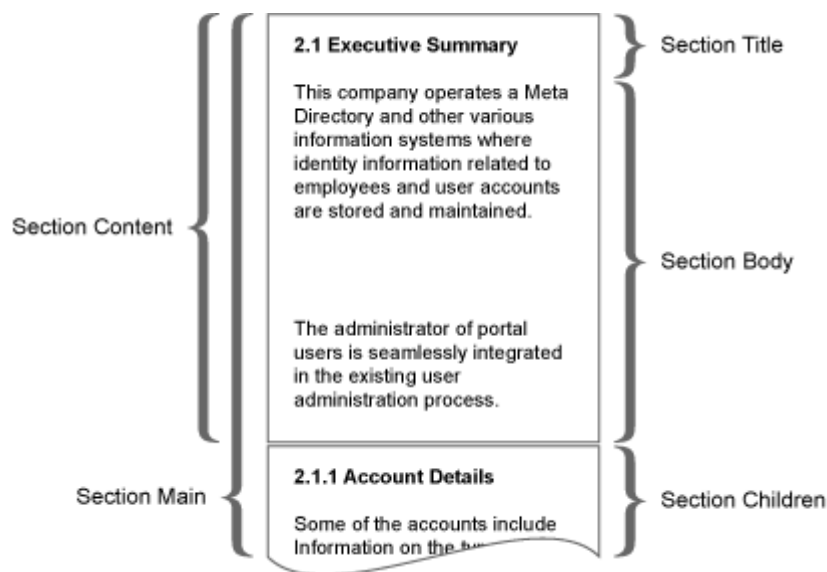 2.1 Executive Summary
Section Title
This company operates a Meta
Directory and other various
information systems where
identity information related to
employees and user accounts
are stored and maintained.
Section Content
Section Body
The administrator of portal
users is seamlessly integrated
in the existing user
administration process.
2.1.1 Account Details
Section Main
Section Children
Some of the accounts include
Information on the